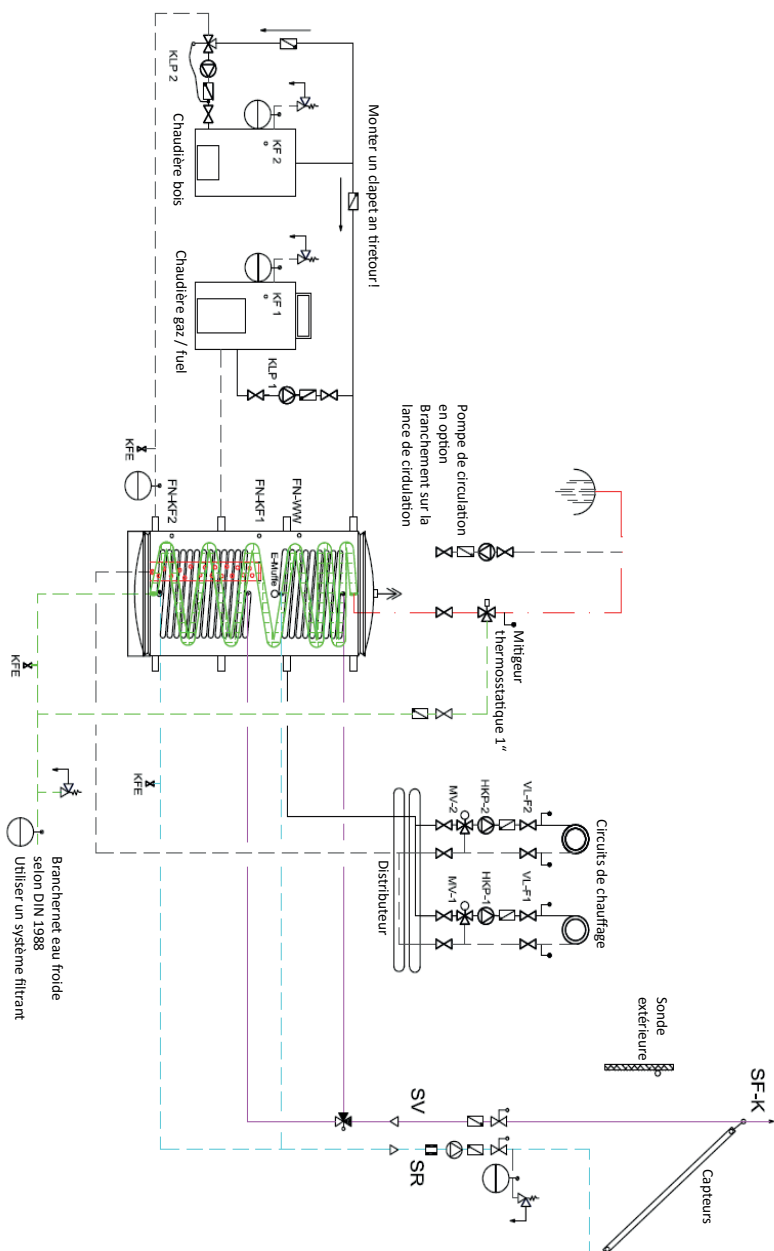 SF-K
Capteurs
Sonde
extérieure
SV
SR
Circuits de chauffage
VL-F2
HKP-2
MV-2
VL-F1
HKP-1
MV-1
Distributeur
Mitigeur
thermosstatique 1“
Pompe de circulation
en option
Branchement sur la
lance de cirdulation
Monter un clapet an tiretour!
KLP 2
KF 2
Chaudière bois
KF 1
Chaudière gaz / fuel
KLP 1
KFE
FN-WW
FN-KF1
FN-KF2
E-Muffe
KFE
KFE
Branchernet eau froide
selon DIN 1988
Utiliser un système filtrant